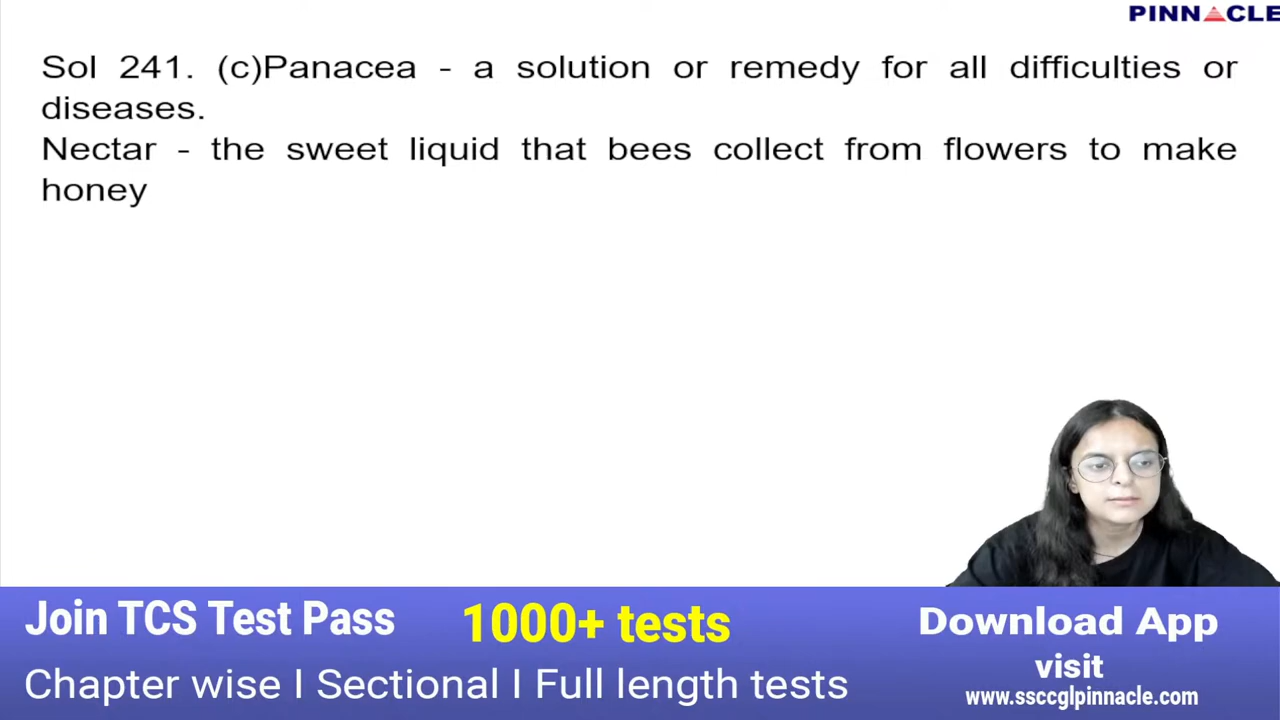 PINNACLE
Sol 241. (c)Panacea - a solution or remedy for all difficulties or
diseases.
Nectar - the sweet liquid that bees collect from flowers to make
honey
Join TCS Test Pass
1000+ tests
Chapter wise I Sectional I Full length tests
Download App
visit
www.ssccglpinnacle.com